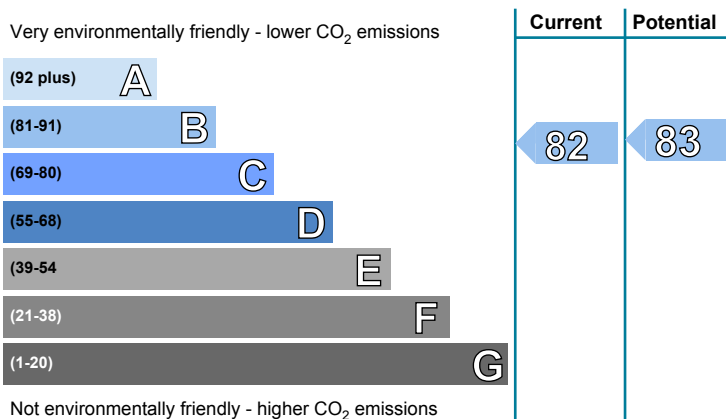 Current Potential
Very environmentally friendly - lower CO2 emissions
(92 plus) A
(81-91) B
82 83
(69-80) C
(55-68) D
(39-54 E
(21-38) F
(1-20) G
Not environmentally friendly - higher CO2 emissions